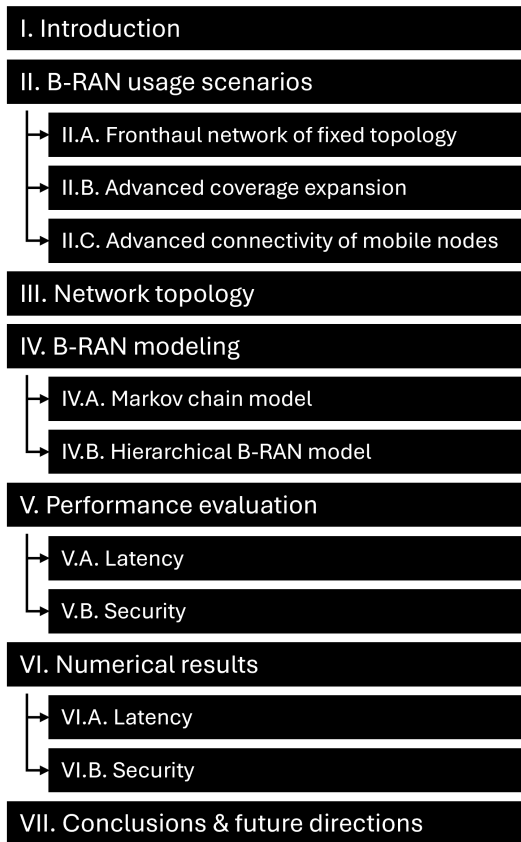 I. Introduction
II. B-RAN usage scenarios
II.A. Fronthaul network of fixed topology
II.B. Advanced coverage expansion
II.C. Advanced connectivity of mobile nodes
III. Network topology
IV. B-RAN modeling
IV.A. Markov chain model
IV.B. Hierarchical B-RAN model
V. Performance evaluation
V.A. Latency
V.B. Security
VI. Numerical results
VI.A. Latency
VI.B. Security
VII. Conclusions & future directions